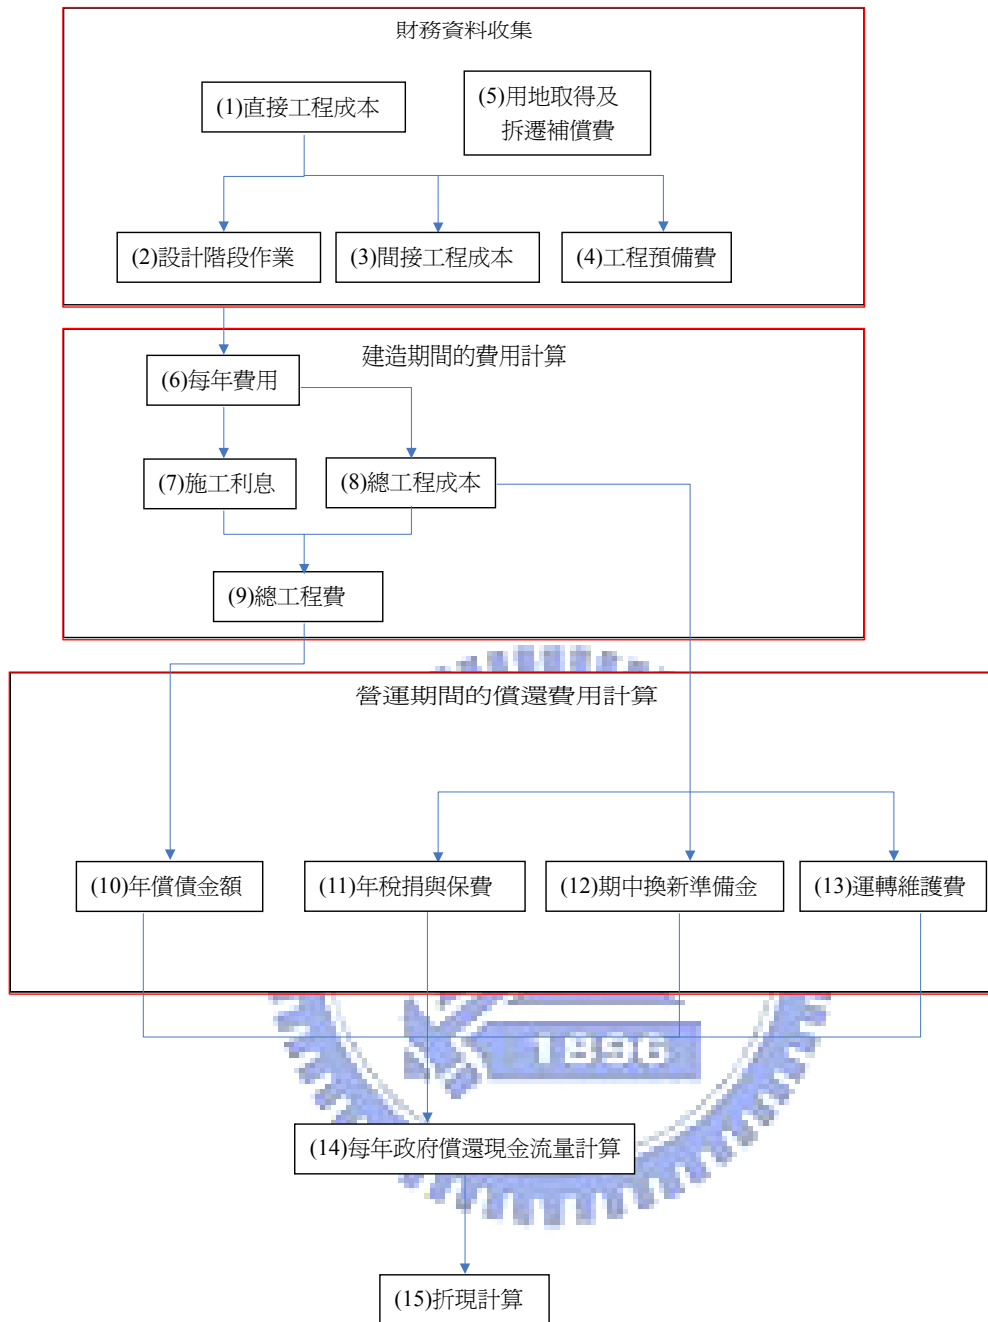 財務資料收集
(1)直接工程成本
(5)用地取得及
拆遷補償費
(2)設計階段作業
(3)間接工程成本
(4)工程預備費
建造期間的費用計算
(6)每年費用
(7)施工利息
(8)總工程成本
(9)總工程費
營運期間的償還費用計算
(10)年償債金額
(11)年稅捐與保費
(12)期中換新準備金
(13)運轉維護費
1896
(14)每年政府償還現金流量計算
(15)折現計算